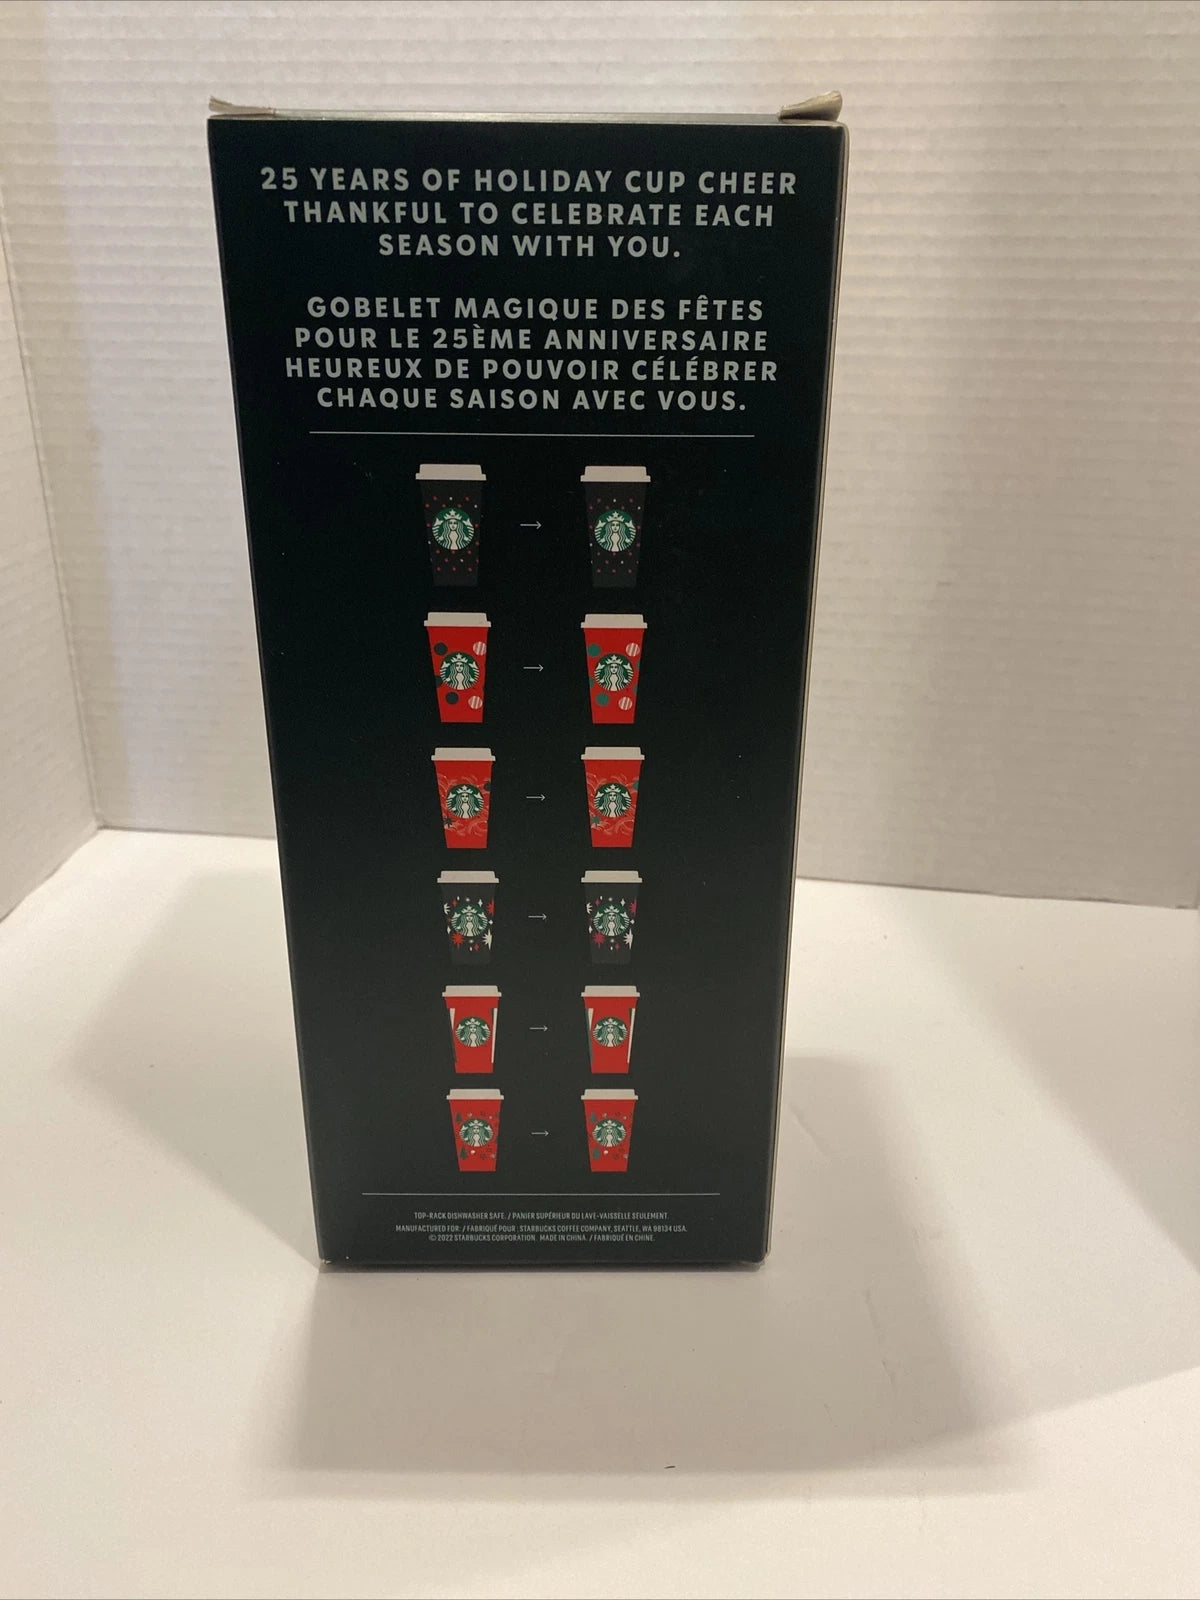 25 YEARS OF HOLIDAY CUP CHEER
THANKFUL TO CELEBRATE EACH
SEASON WITH YOU.
GOBELET MAGIQUE DES FÊTES
POUR LE 25ÈME ANNIVERSAIRE
HEUREUX DE POUVOIR CÉLÉBRER
CHAQUE SAISON AVEC VOUS.
TOP-RACK DISHWASHER SAFE. / PANIER SUPÉRIEUR DU LAVE-VAISSELLE SEULEMENT.
MANUFACTURED FOR: / FABRIQUÉ POUR : STARBUCKS COFFEE COMPANY, SEATTLE, WA 98134 USA.
© 2022 STARBUCKS CORPORATION. MADE IN CHINA. / FABRIQUÉ EN CHINE.